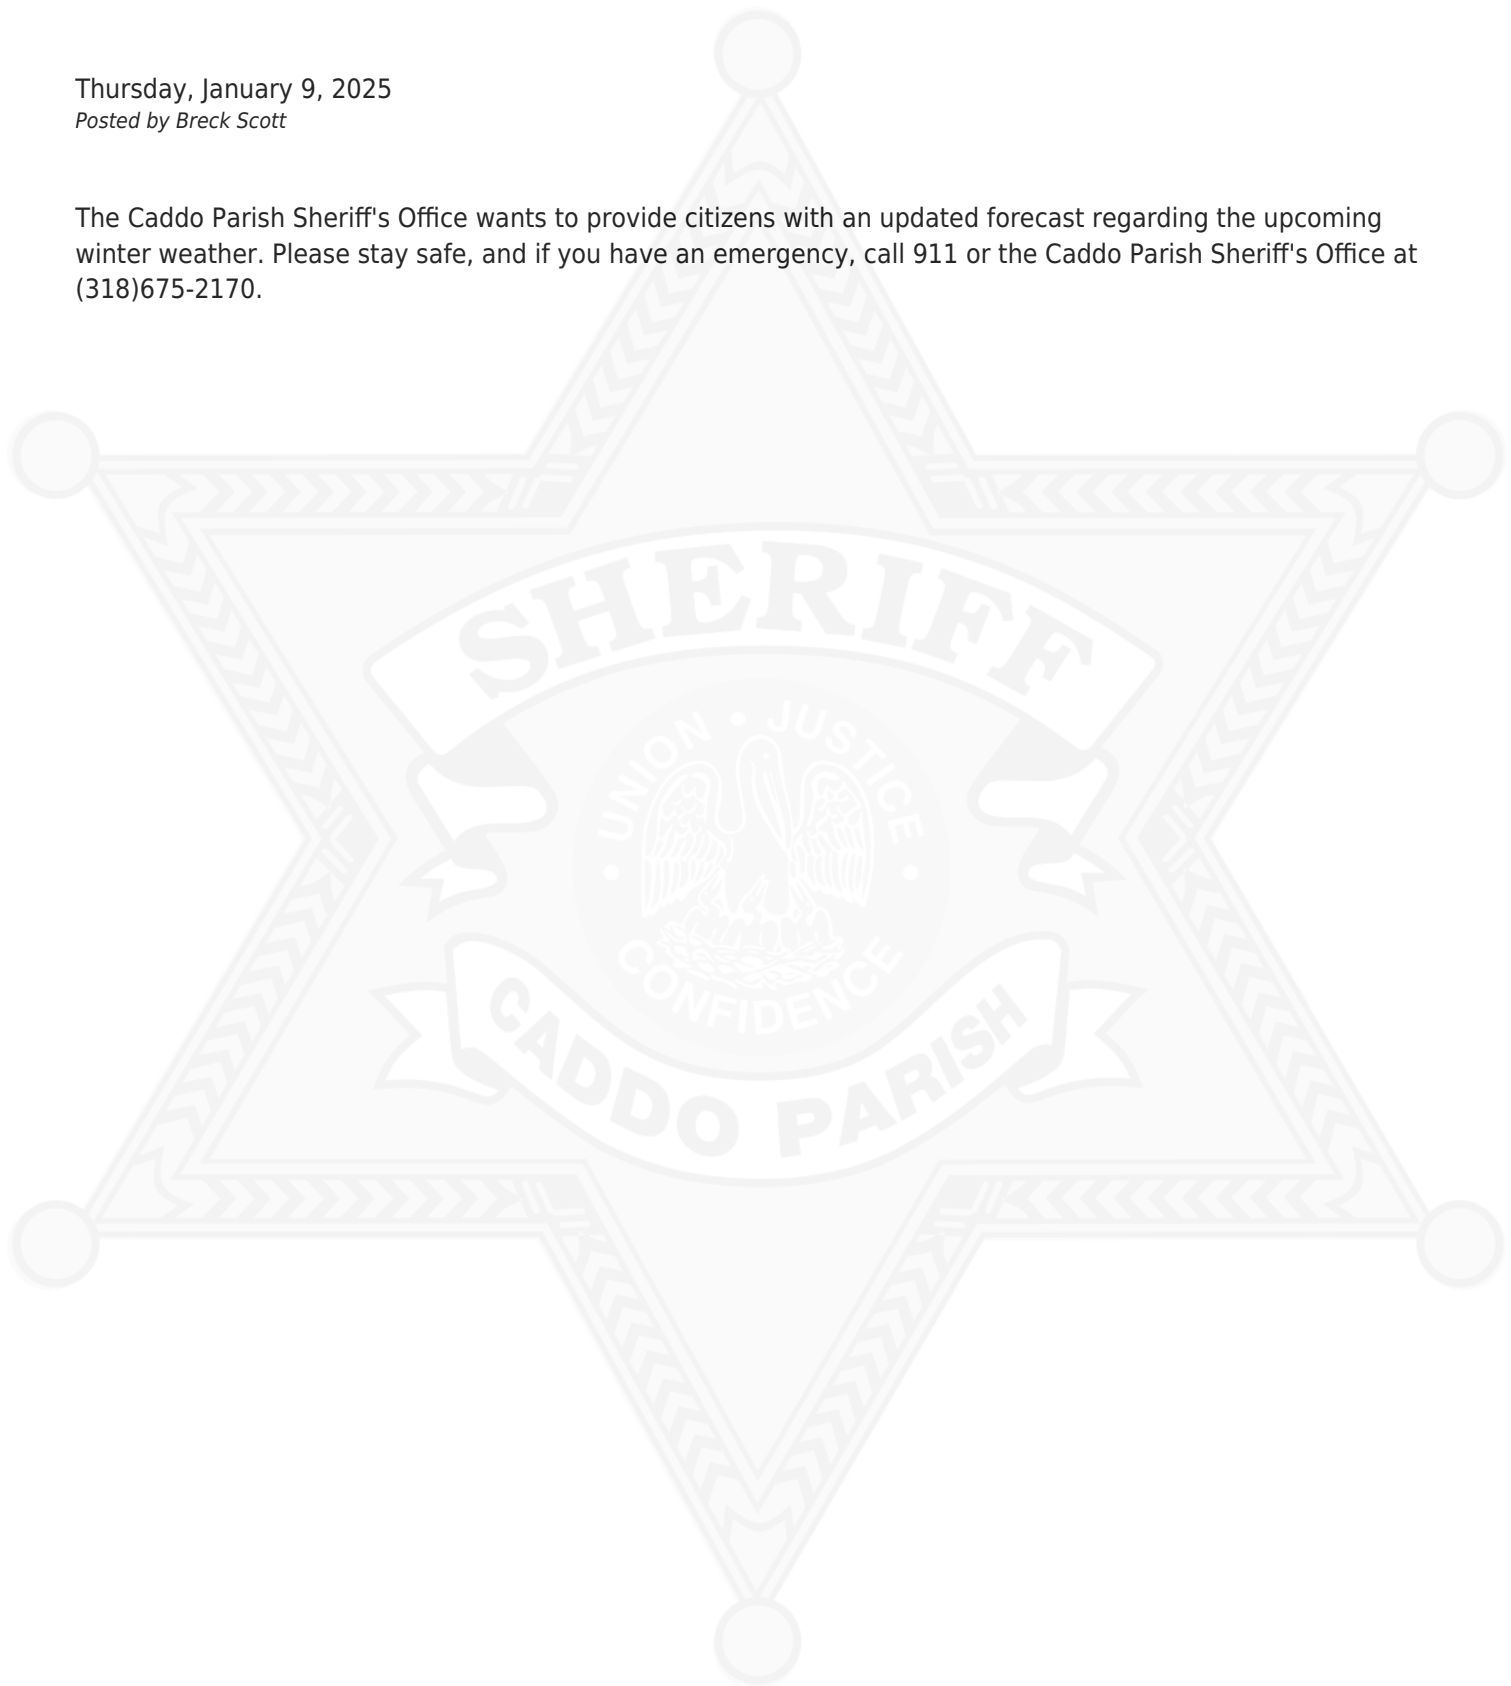 Thursday, January 9, 2025
Posted by Breck Scott
The Caddo Parish Sheriff's Office wants to provide citizens with an updated forecast regarding the upcoming
winter weather. Please stay safe, and if you have an emergency, call 911 or the Caddo Parish Sheriff's Office at
(318)675-2170.
SHERIFF
UNION • JUSTICE
• CONFIDENCE •
CADDO PARISH